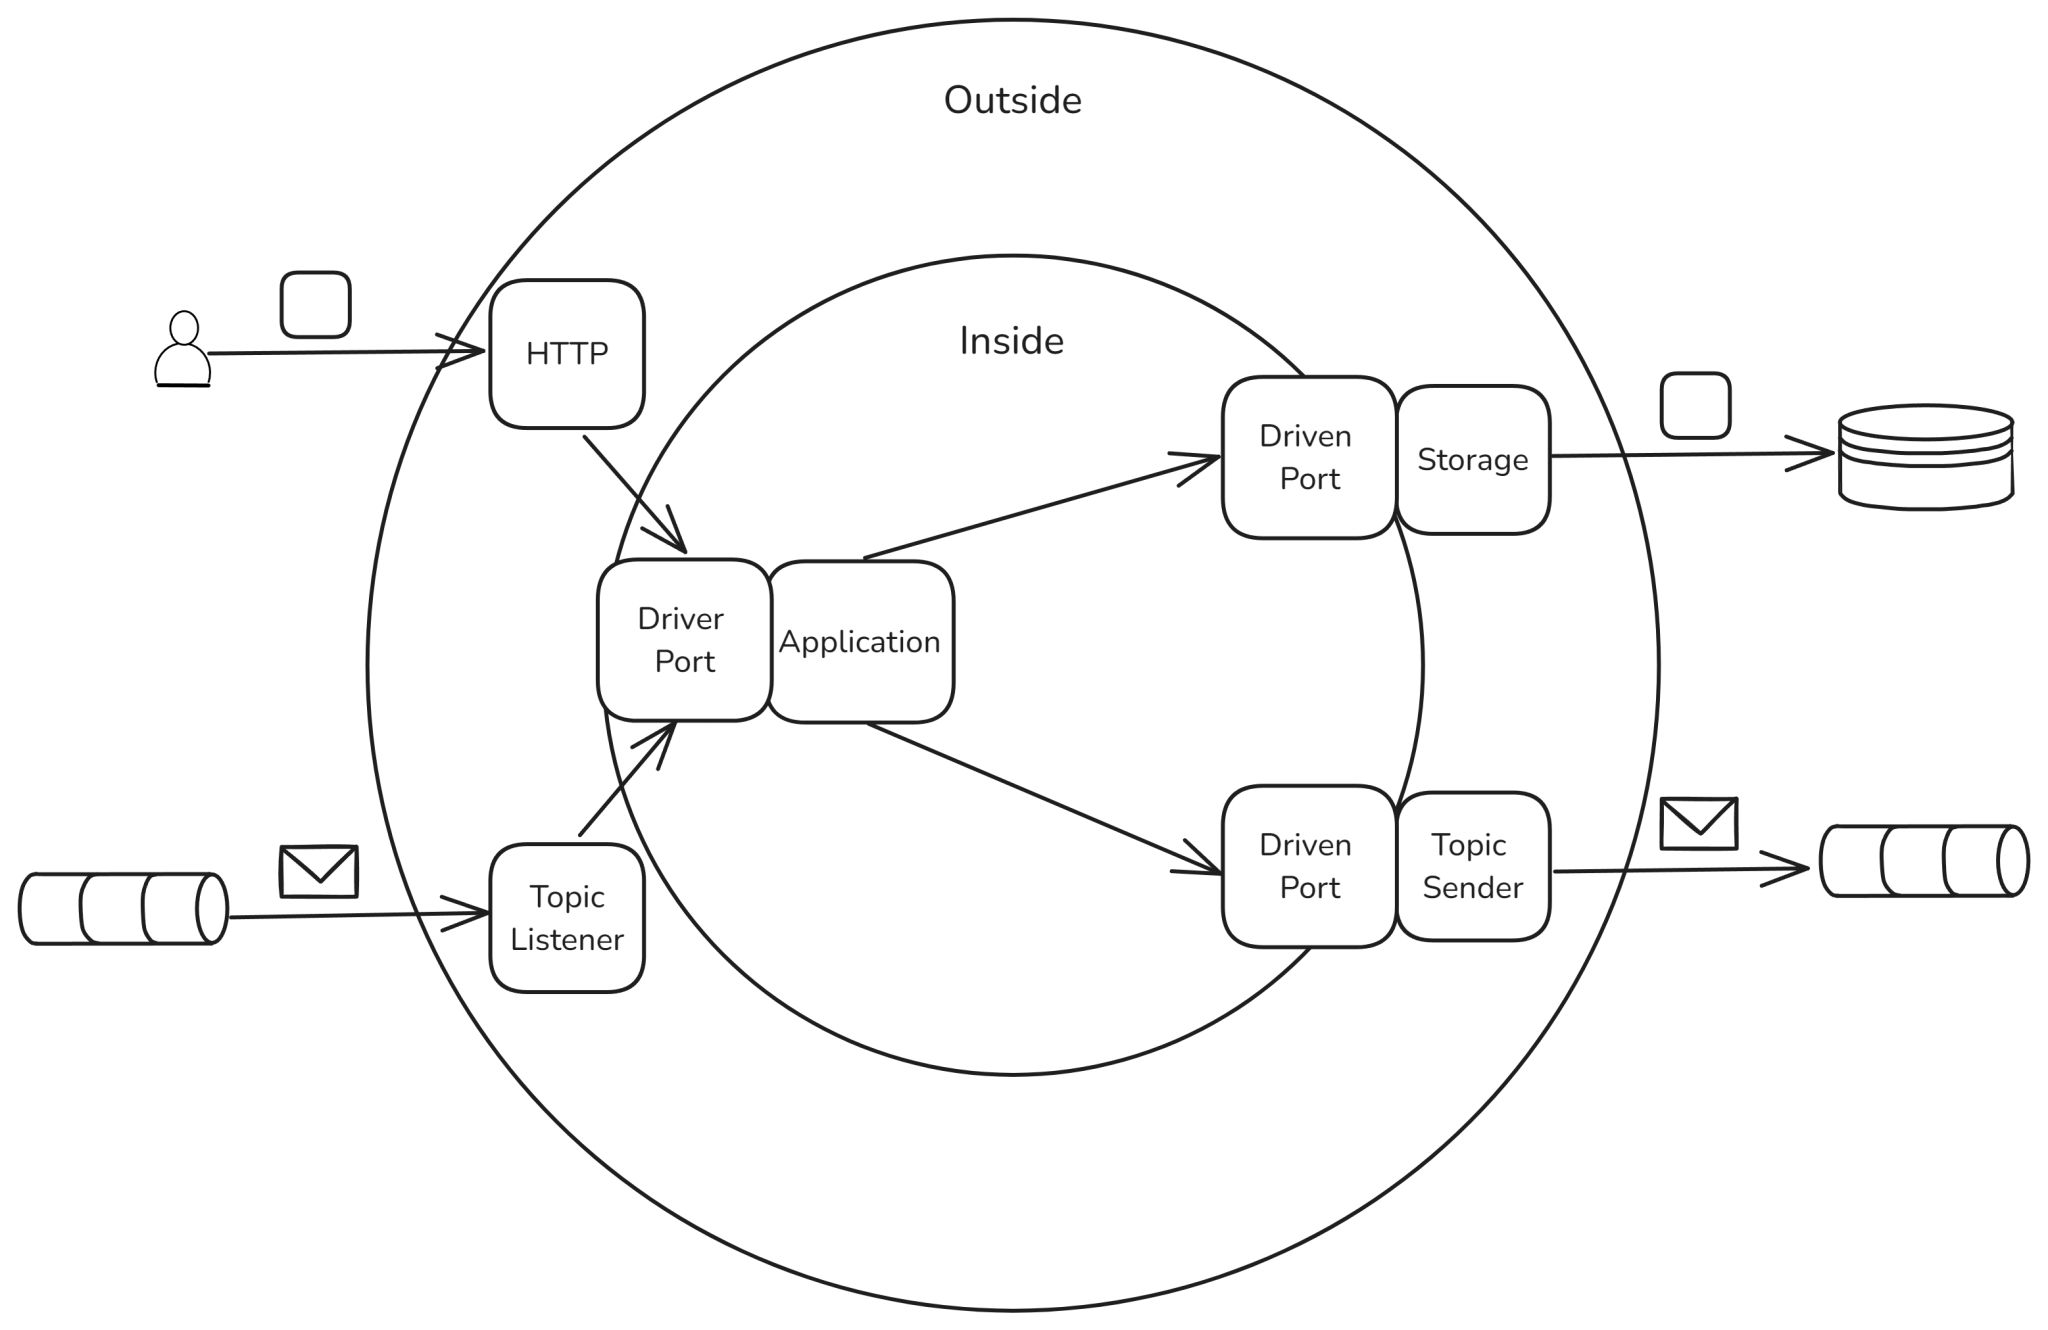 Outside
Inside
HTTP
Driver
Port
Application
Topic
Listener
Driven
Port
Storage
Driven
Port
Topic
Sender